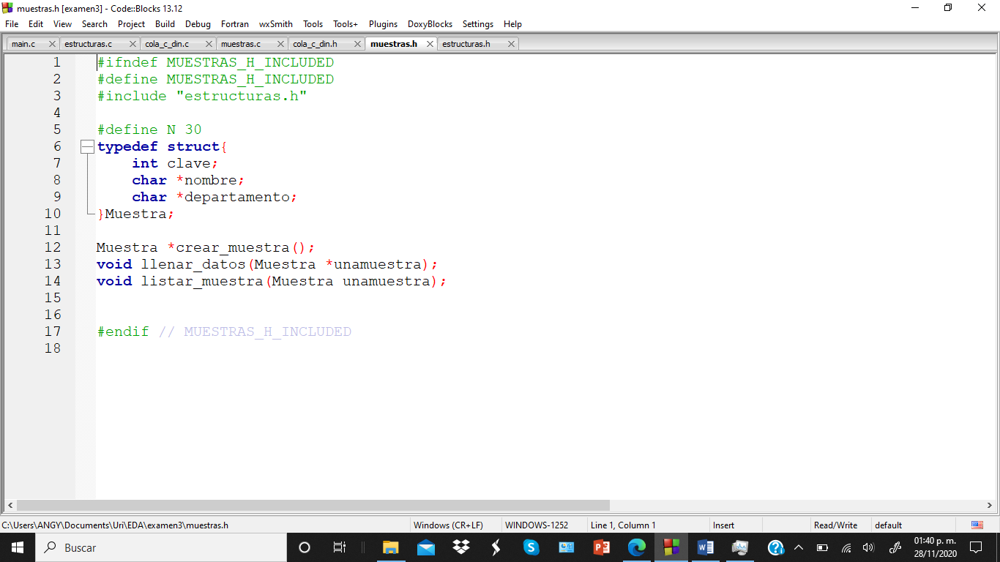 muestras.h [examen3] - Code::Blocks 13.12
File Edit View Search Project Build Debug Fortran wxSmith Tools Tools+ Plugins DoxyBlocks Settings Help
main.c estructuras.c cola_c_din.c muestras.c cola_c_din.h muestras.h estructuras.h
1 #ifndef MUESTRAS_H_INCLUDED
2 #define MUESTRAS_H_INCLUDED
3 #include "estructuras.h"
4
5 #define N 30
6 typedef struct{
7 int clave;
8 char *nombre;
9 char *departamento;
10 }Muestra;
11
12 Muestra *crear_muestra();
13 void llenar_datos(Muestra *unamuestra);
14 void listar_muestra(Muestra unamuestra);
15
16
17 #endif // MUESTRAS_H_INCLUDED
18
C:\Users\ANGY\Documents\Uri\EDA\examen3\muestras.h Windows (CR+LF) WINDOWS-1252 Line 1, Column 1 Insert Read/Write default
Buscar
01:40 p. m.
28/11/2020